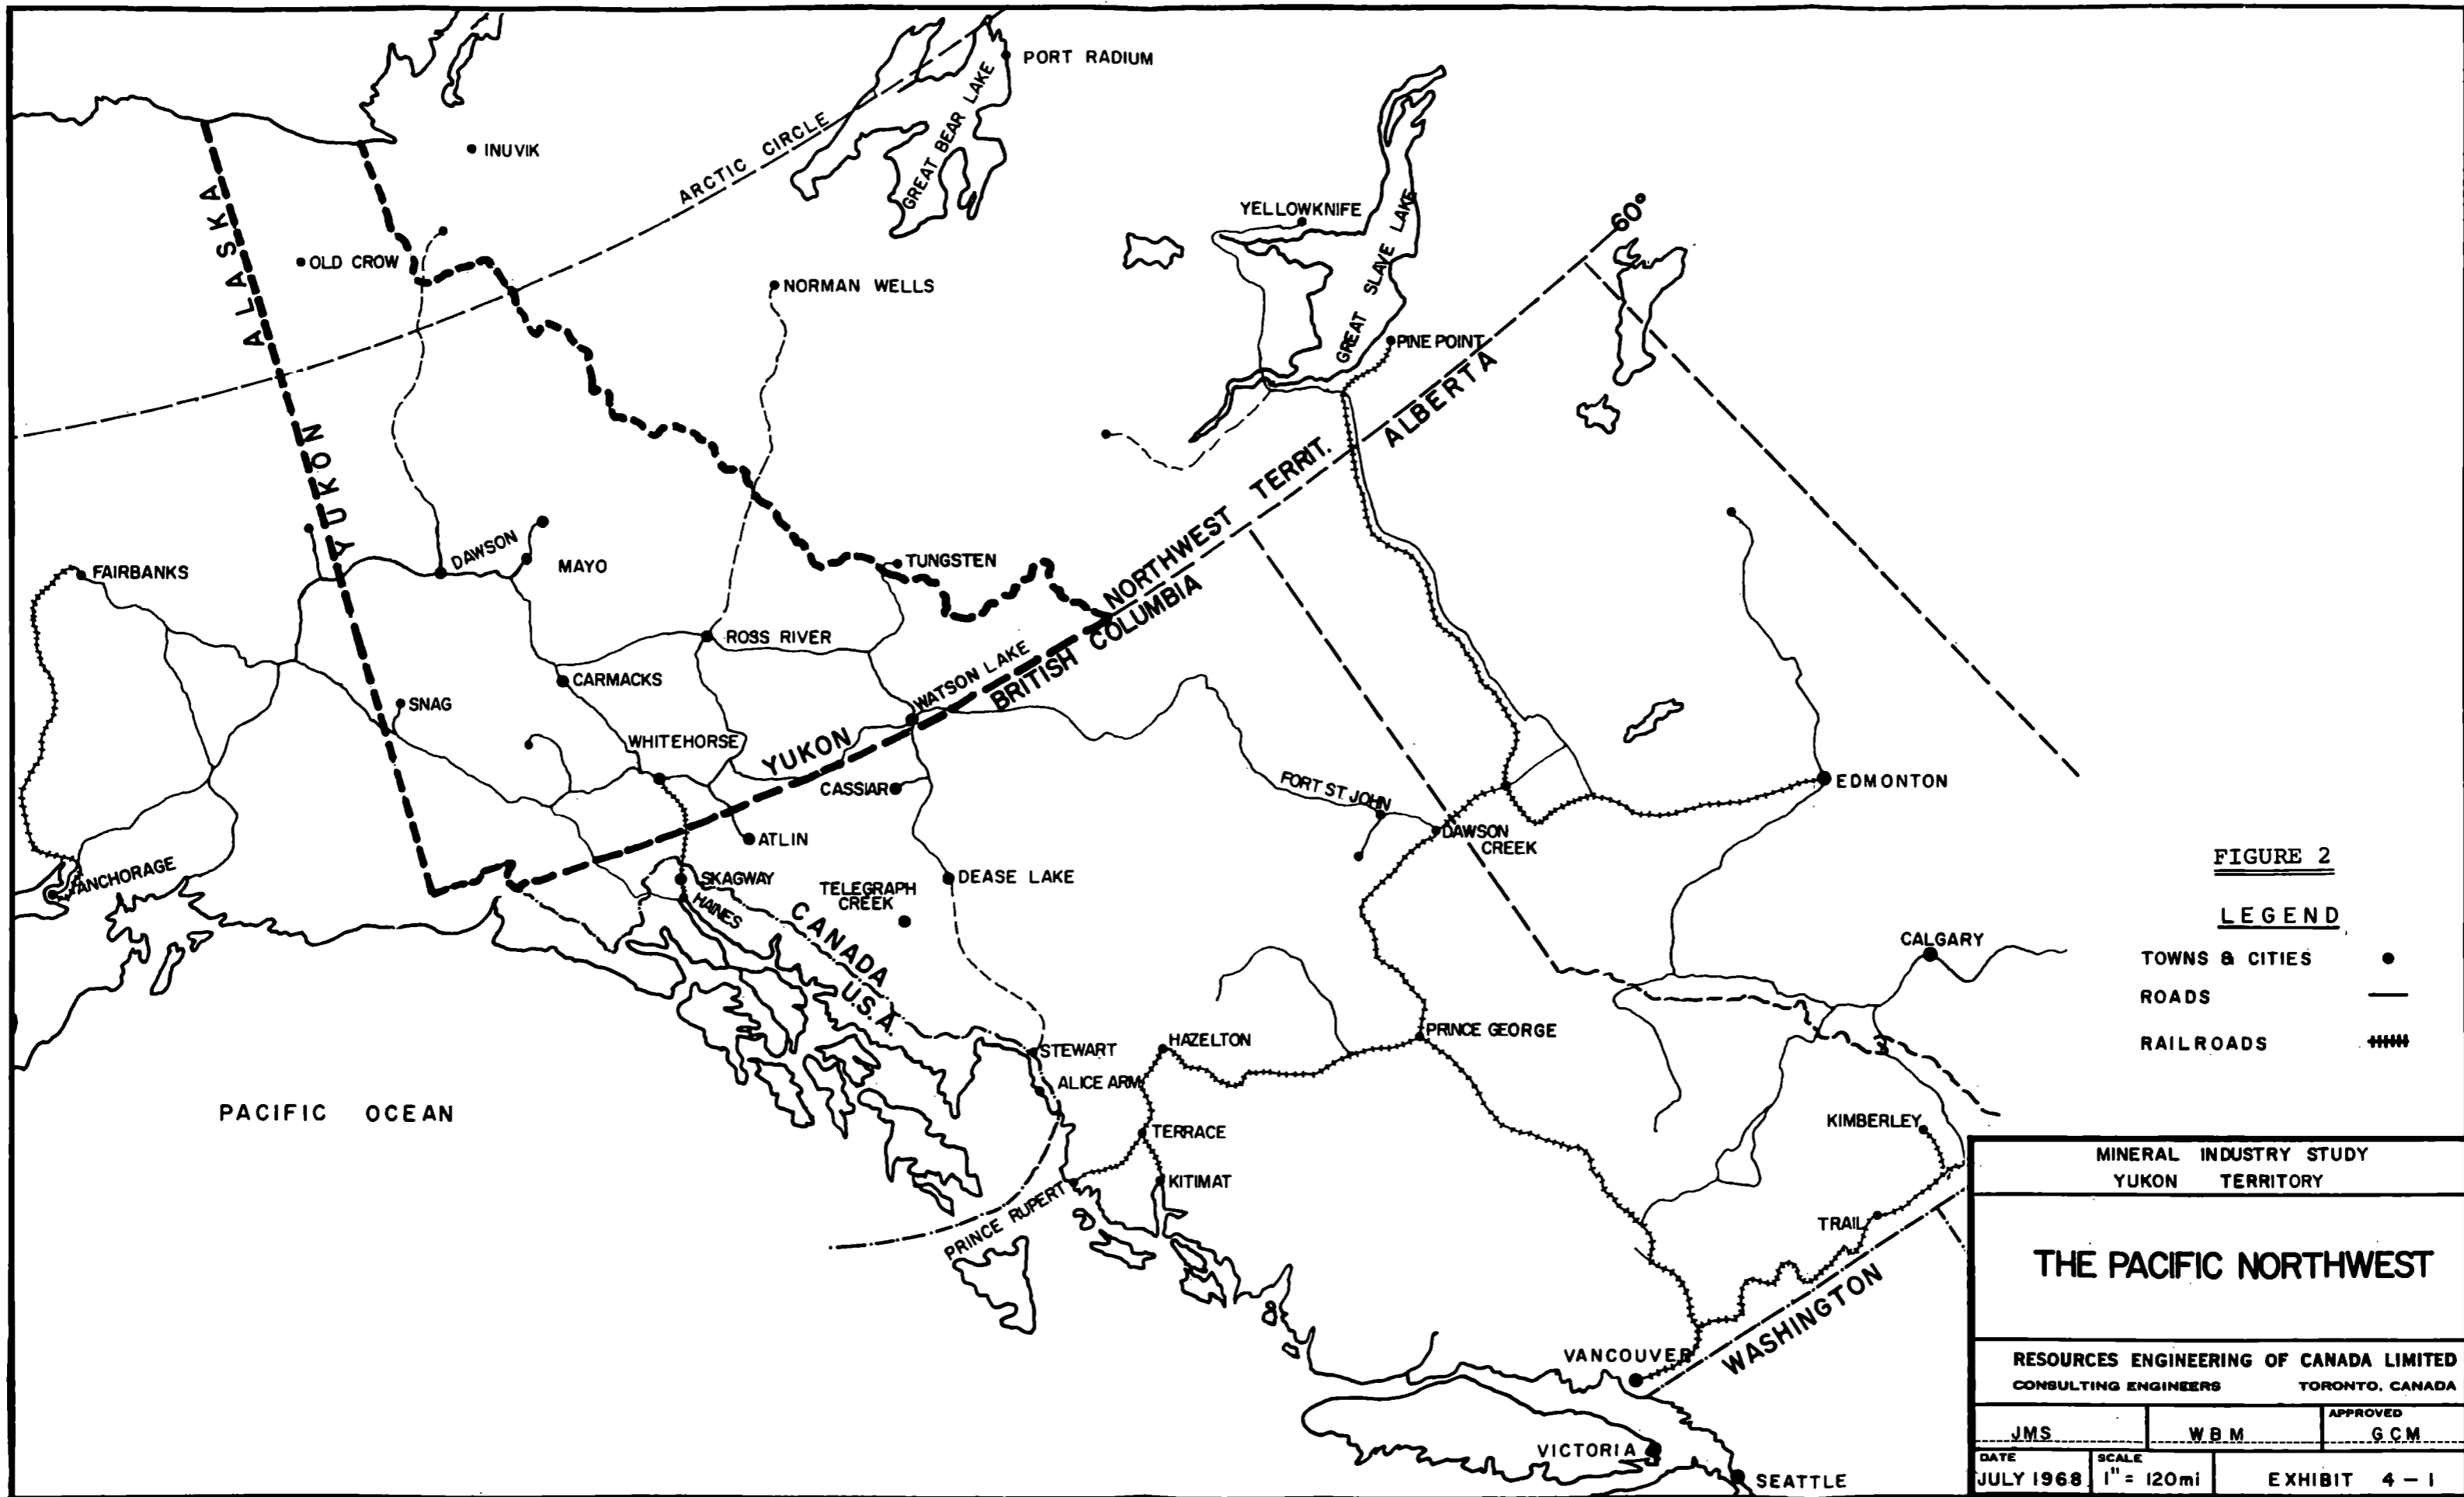 PORT RADIUM
INUVIK
ARCTIC CIRCLE
GREAT BEAR LAKE
ALASKA
OLD CROW
YELLOWKNIFE
60°
NORMAN WELLS
GREAT SLAVE LAKE
PINE POINT
ALBERTA
YUKON
NORTHWEST TERRIT.
DAWSON
MAYO
FAIRBANKS
TUNGSTEN
BRITISH COLUMBIA
ROSS RIVER
WATSON LAKE
CARMACKS
SNAG
WHITEHORSE
YUKON
CASSIAR
FORT ST. JOHN
EDMONTON
ATLIN
DAWSON
CREEK
ANCHORAGE
SKAGWAY
HAINES
TELEGRAPH
CREEK
DEASE LAKE
CANADA
U.S.A.
CALGARY
STEWART
HAZELTON
PRINCE GEORGE
ALICE ARM
PACIFIC OCEAN
TERRACE
KIMBERLEY
KITIMAT
PRINCE RUPERT
TRAIL
WASHINGTON
VANCOUVER
VICTORIA
SEATTLE
FIGURE 2
LEGEND
TOWNS & CITIES
ROADS
RAILROADS
MINERAL INDUSTRY STUDY
YUKON TERRITORY
THE PACIFIC NORTHWEST
RESOURCES ENGINEERING OF CANADA LIMITED
CONSULTING ENGINEERS TORONTO, CANADA
JMS
WBM
APPROVED
GCM
DATE
JULY 1968
SCALE
1" = 120mi
EXHIBIT 4 - 1